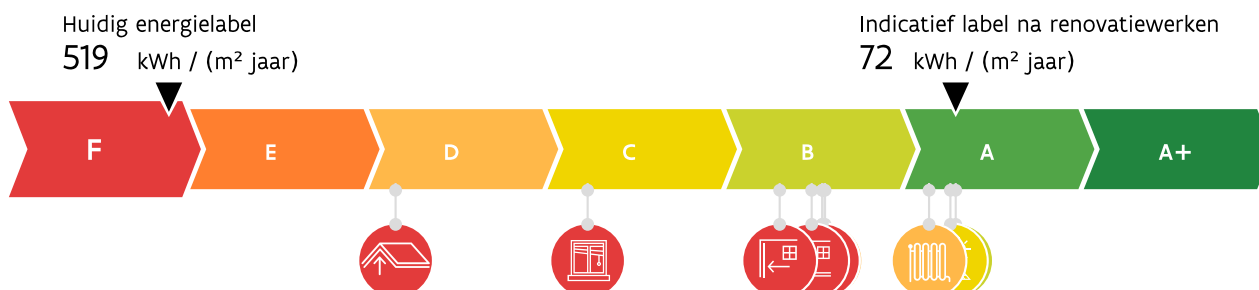 Huidig energielabel
519 kWh / (m² jaar)
Indicatief label na renovatiewerken
72 kWh / (m² jaar)
F E D C B A A+